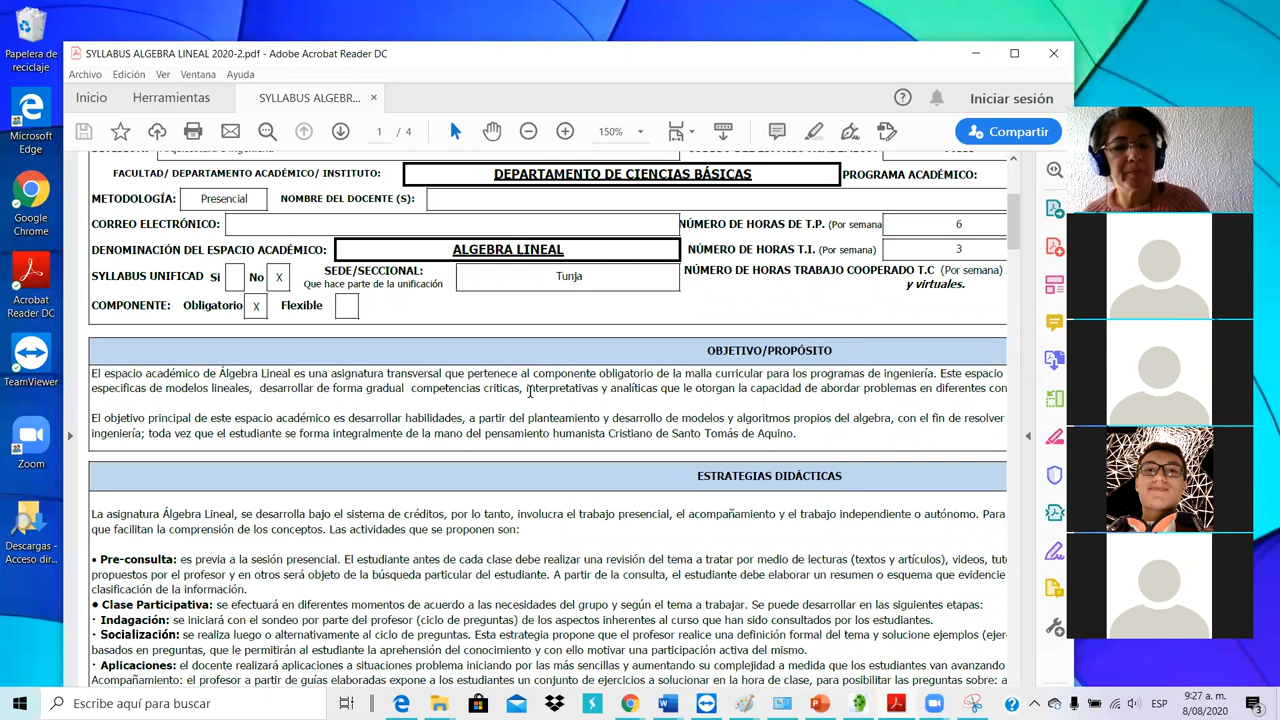 Papelera de
reciclaje
Microsoft
Edge
Google
Chrome
Acrobat
Reader DC
TeamViewer
Zoom
Descargas -
Acceso dir...
SYLLABUS ALGEBRA LINEAL 2020-2.pdf - Adobe Acrobat Reader DC
Archivo Edición Ver Ventana Ayuda
Inicio Herramientas SYLLABUS ALGEBR... × Iniciar sesión
1 / 4 150% Compartir
FACULTAD/ DEPARTAMENTO ACADÉMICO/ INSTITUTO: DEPARTAMENTO DE CIENCIAS BÁSICAS PROGRAMA ACADÉMICO:
METODOLOGÍA: Presencial NOMBRE DEL DOCENTE (S):
CORREO ELECTRÓNICO: NÚMERO DE HORAS DE T.P. (Por semana 6
DENOMINACIÓN DEL ESPACIO ACADÉMICO: ALGEBRA LINEAL NÚMERO DE HORAS T.I. (Por semana) 3
SYLLABUS UNIFICAD Si No X SEDE/SECCIONAL: Que hace parte de la unificación Tunja NÚMERO DE HORAS TRABAJO COOPERADO T.C (Por semana)
y virtuales.
COMPONENTE: Obligatorio X Flexible
OBJETIVO/PROPÓSITO
El espacio académico de Álgebra Lineal es una asignatura transversal que pertenece al componente obligatorio de la malla curricular para los programas de ingeniería. Este espacio
especificas de modelos lineales, desarrollar de forma gradual competencias criticas, interpretativas y analíticas que le otorgan la capacidad de abordar problemas en diferentes con
El objetivo principal de este espacio académico es desarrollar habilidades, a partir del planteamiento y desarrollo de modelos y algoritmos propios del algebra, con el fin de resolver
ingeniería; toda vez que el estudiante se forma integralmente de la mano del pensamiento humanista Cristiano de Santo Tomás de Aquino.
ESTRATEGIAS DIDÁCTICAS
La asignatura Álgebra Lineal, se desarrolla bajo el sistema de créditos, por lo tanto, involucra el trabajo presencial, el acompañamiento y el trabajo independiente o autónomo. Para
que facilitan la comprensión de los conceptos. Las actividades que se proponen son:
• Pre-consulta: es previa a la sesión presencial. El estudiante antes de cada clase debe realizar una revisión del tema a tratar por medio de lecturas (textos y artículos), videos, tut
propuestos por el profesor y en otros será objeto de la búsqueda particular del estudiante. A partir de la consulta, el estudiante debe elaborar un resumen o esquema que evidencie
clasificación de la información.
• Clase Participativa: se efectuará en diferentes momentos de acuerdo a las necesidades del grupo y según el tema a trabajar. Se puede desarrollar en las siguientes etapas:
· Indagación: se iniciará con el sondeo por parte del profesor (ciclo de preguntas) de los aspectos inherentes al curso que han sido consultados por los estudiantes.
· Socialización: se realiza luego o alternativamente al ciclo de preguntas. Esta estrategia propone que el profesor realice una definición formal del tema y solucione ejemplos (ejer
basados en preguntas, que le permitirán al estudiante la aprehensión del conocimiento y con ello motivar una participación activa del mismo.
· Aplicaciones: el docente realizará aplicaciones a situaciones problema iniciando por las más sencillas y aumentando su complejidad a medida que los estudiantes van avanzando
Acompañamiento: el profesor a partir de guías elaboradas expone a los estudiantes un conjunto de ejercicios a solucionar en la hora de clase, para posibilitar las preguntas sobre: a
Escribe aquí para buscar
ESP
9:27 a. m.
8/08/2020
3